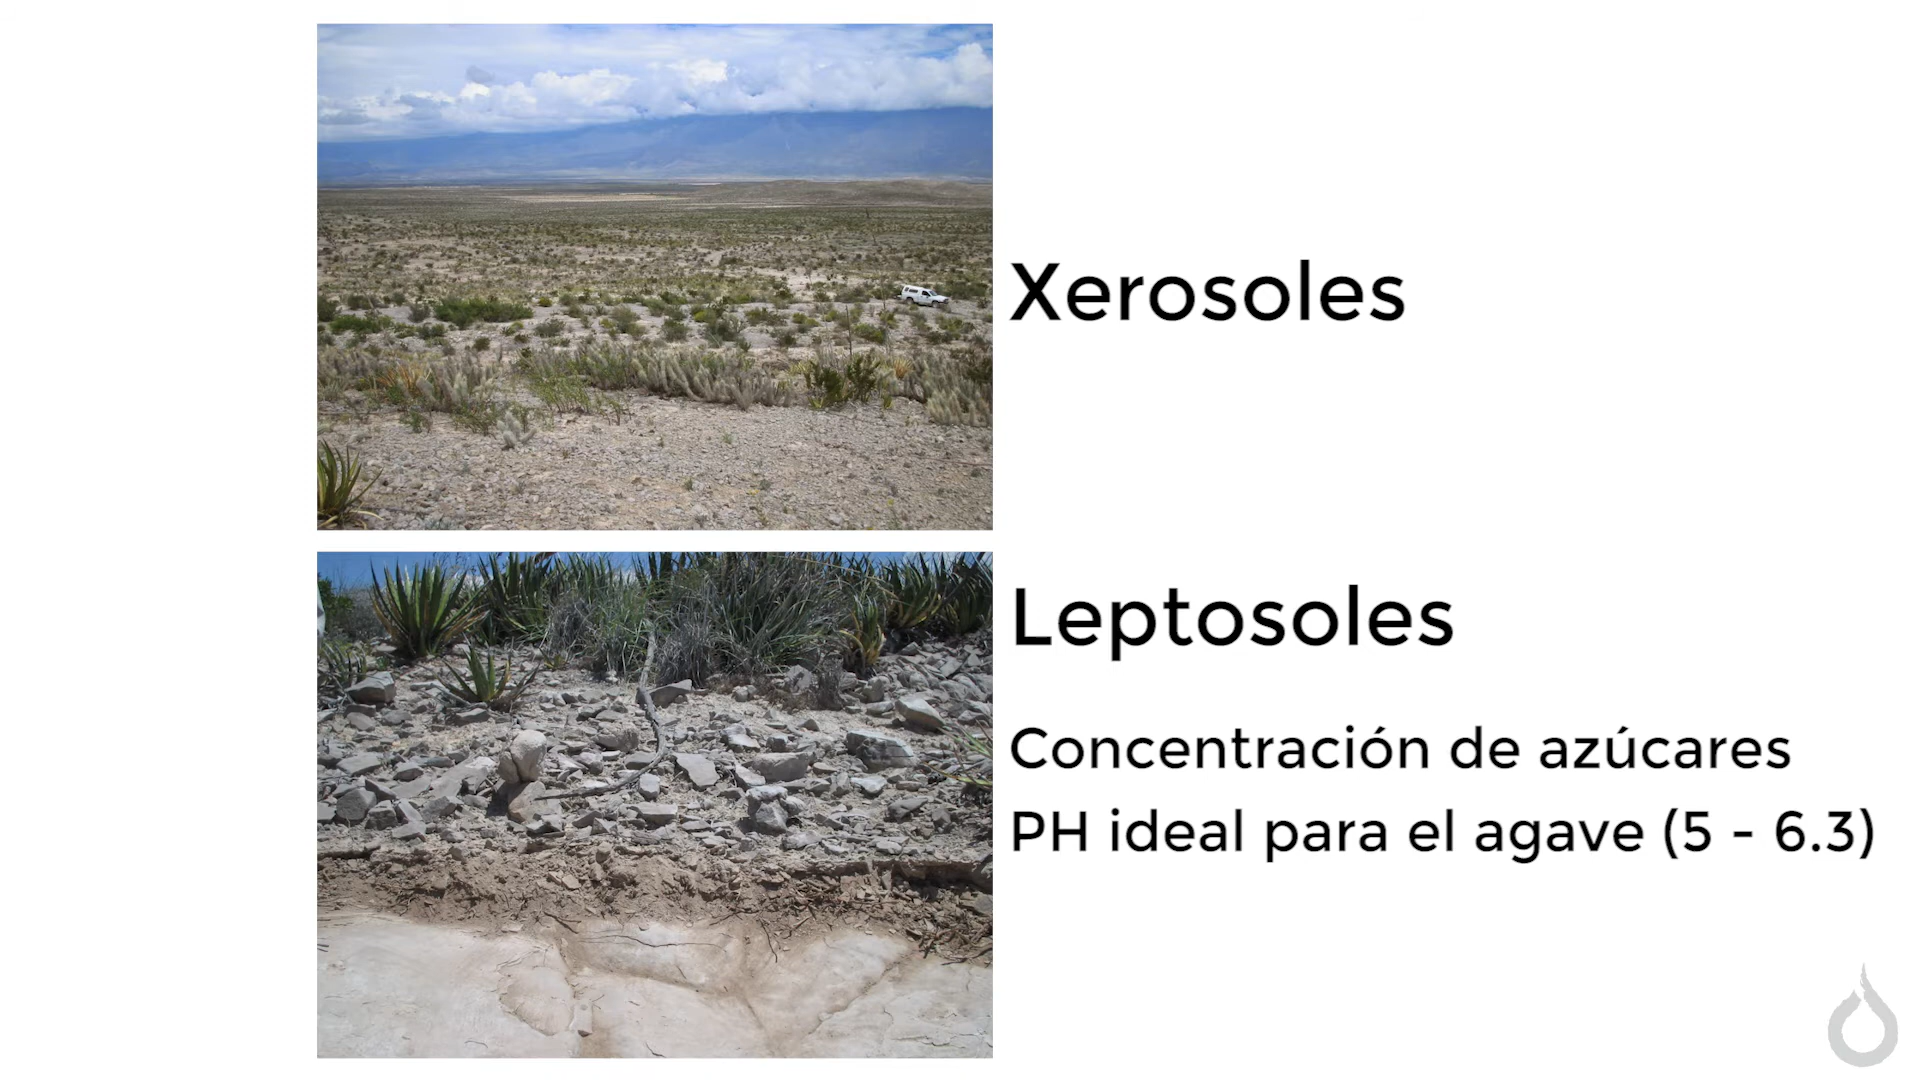 Xerosoles
Leptosoles
Concentración de azúcares
PH ideal para el agave (5 - 6.3)